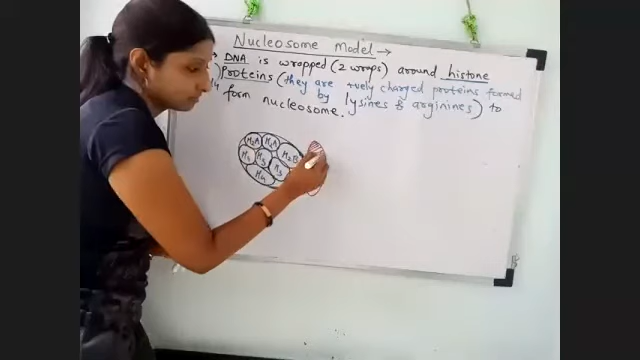 Nucleosome Model→
DNA is wrapped (2 wraps) around histone
Proteins (they are +vely charged proteins formed
by lysines & arginines) to
form nucleosome.
H2A H2A
H4 H3 H2B
H3
H4